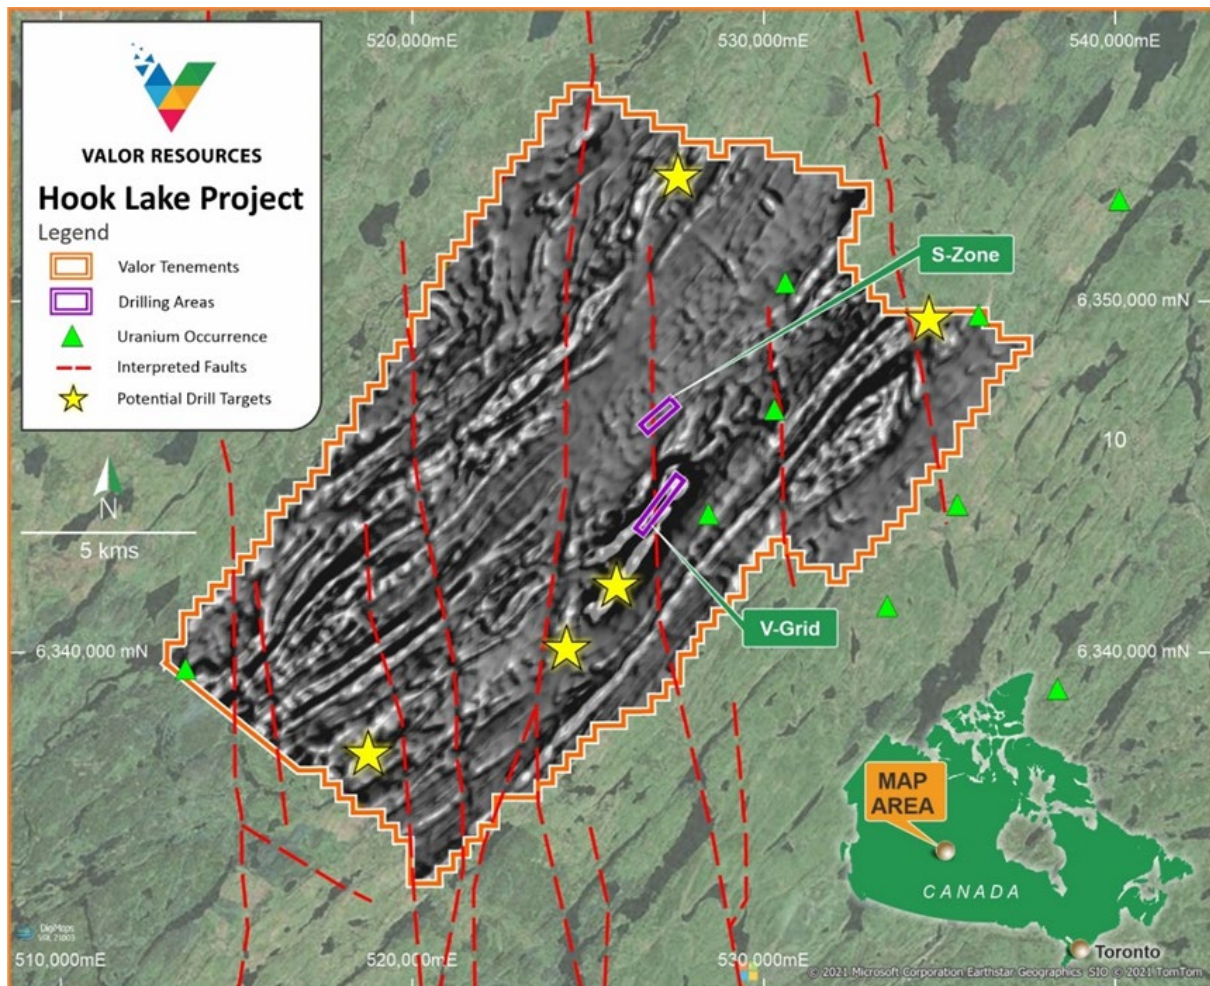 520,000mE
530,000mE
540,000mE
VALOR RESOURCES
Hook Lake Project
Legend
Valor Tenements
Drilling Areas
Uranium Occurrence
Interpreted Faults
Potential Drill Targets
S-Zone
6,350,000 mN
10
N
5 kms
V-Grid
6,340,000 mN
6,340,000 mN
MAP
AREA
CANADA
DigMaps
VAL 21003
Toronto
510,000mE
520,000mE
530,000mE
© 2021 Microsoft Corporation Earthstar Geographics SIO © 2021 TomTom